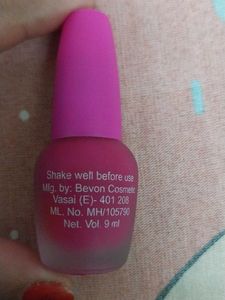 Shake well before use
Mfg. by: Bevon Cosmetic
Vasai (E)- 401 208
ML. No. MH/105790
Net. Vol. 9 ml